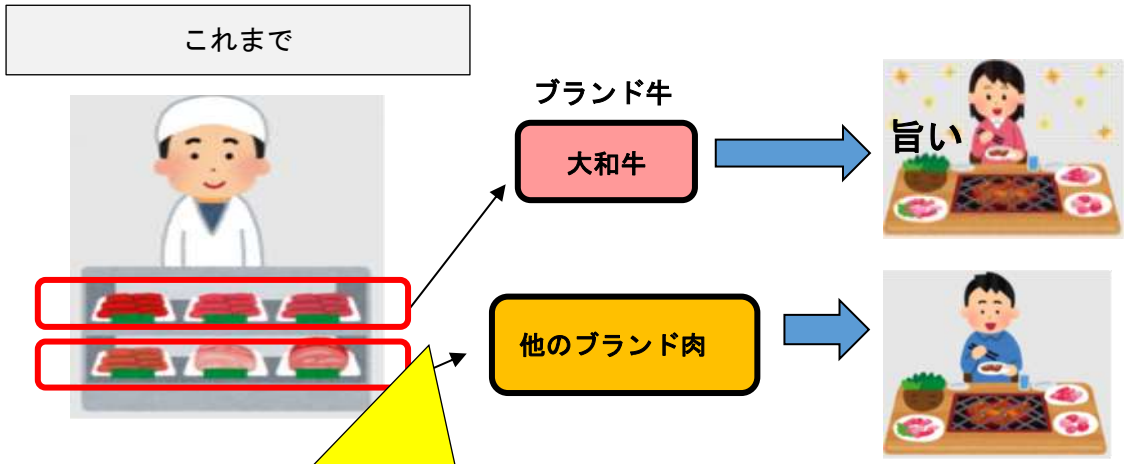 これまで
ブランド牛
大和牛
旨い
他のブランド肉